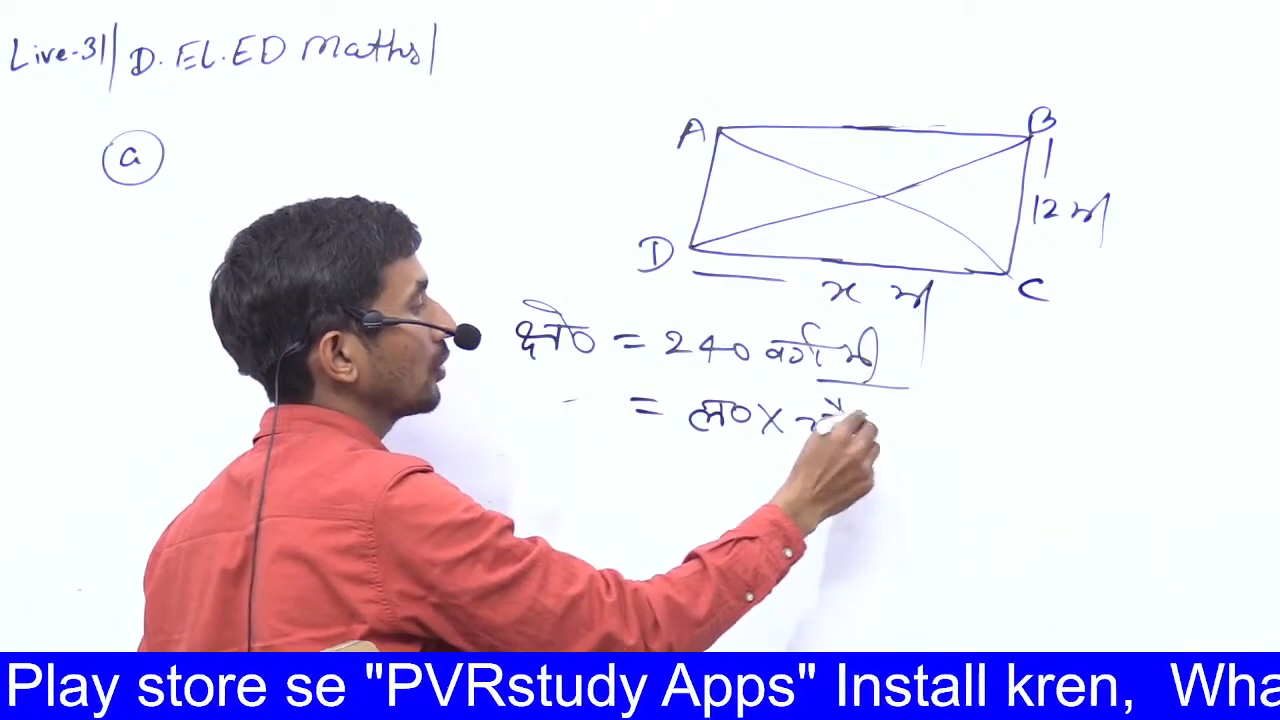 Live-31| D.EL.ED Maths|
a
A
B
12 मी
D
C
x मी
क्षे० = 240 वर्ग मी
= ल० X
Play store se "PVRstudy Apps" Install kren, Wha